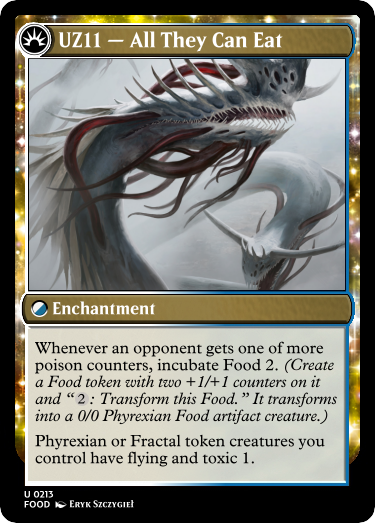 UZ11 — All They Can Eat
Enchantment
Whenever an opponent gets one of more
poison counters, incubate Food 2. (Create
a Food token with two +1/+1 counters on it
and “2: Transform this Food.” It transforms
into a 0/0 Phyrexian Food artifact creature.)
Phyrexian or Fractal token creatures you
control have flying and toxic 1.
U 0213
FOOD Eryk Szczygieł